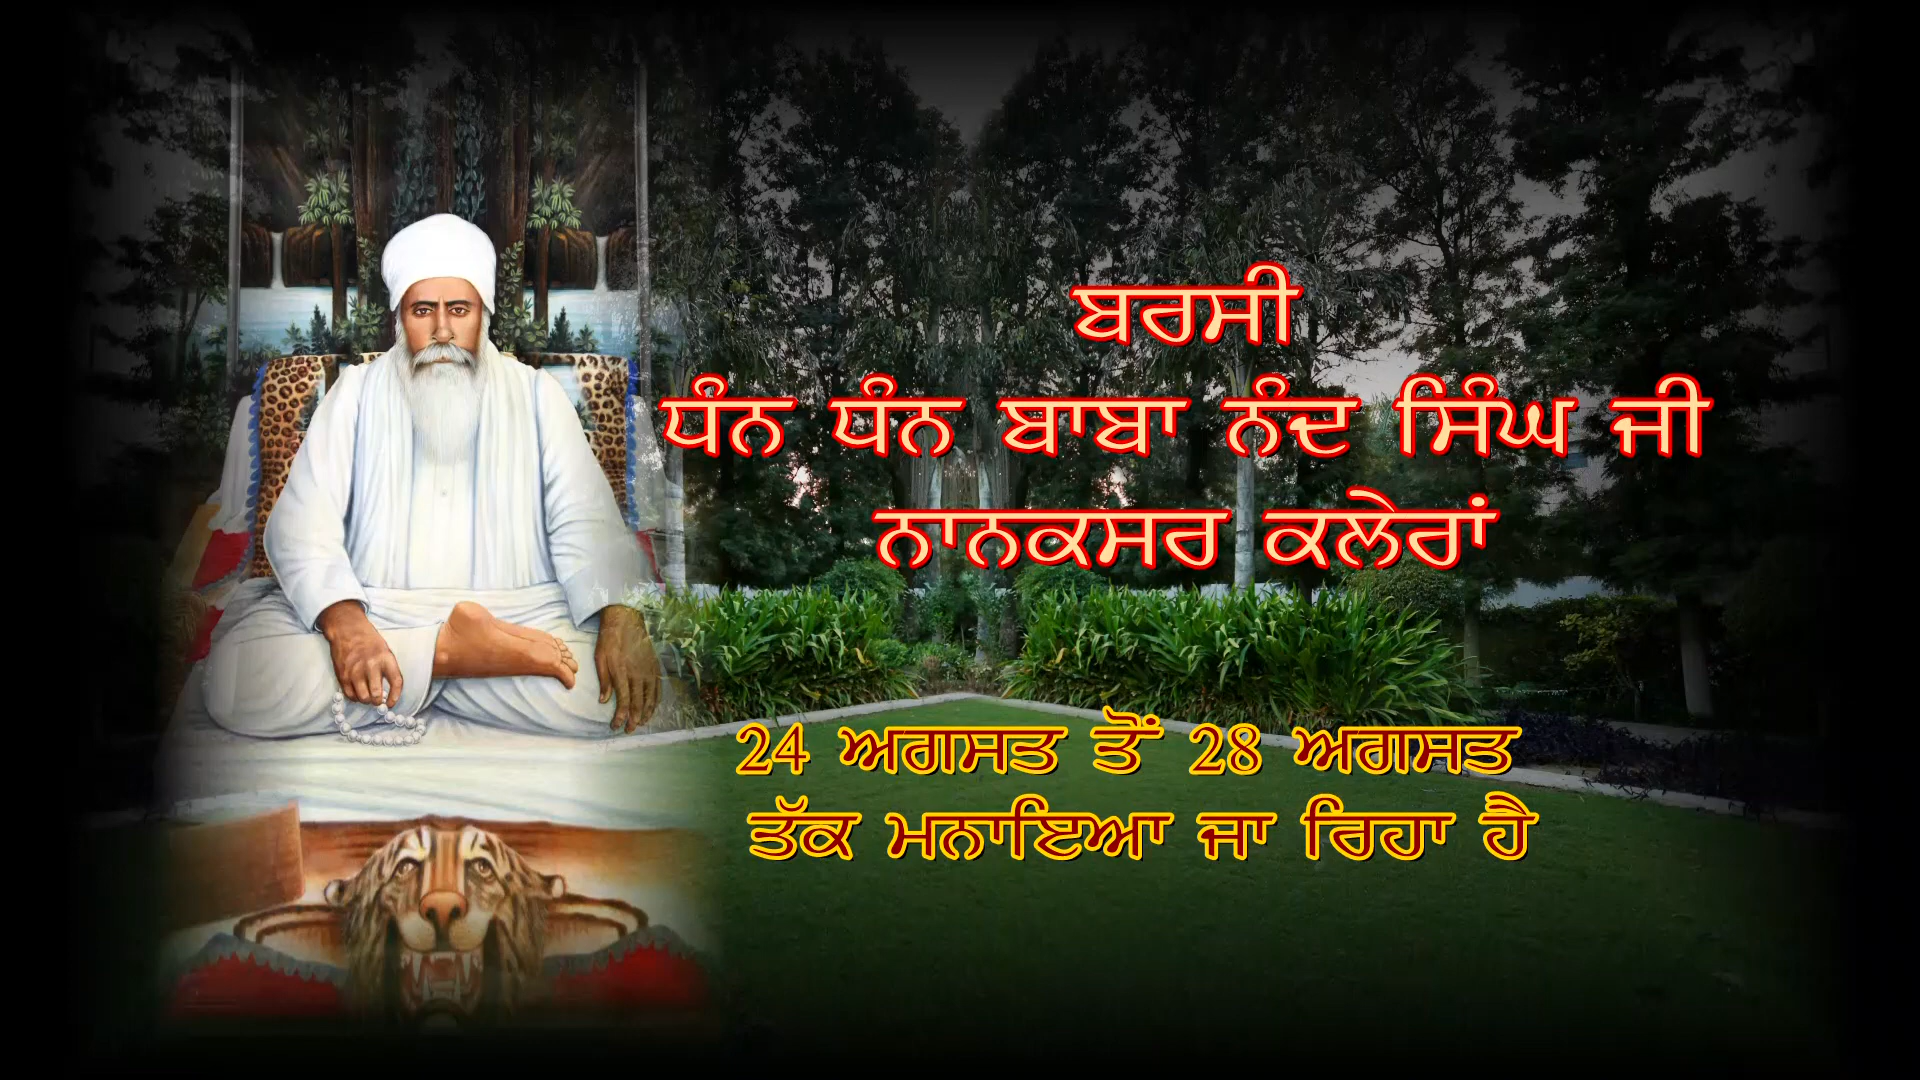 ਬਰਸੀ
ਧੰਨ ਧੰਨ ਬਾਬਾ ਨੰਦ ਸਿੰਘ ਜੀ
ਨਾਨਕਸਰ ਕਲੇਰਾਂ
24 ਅਗਸਤ ਤੋਂ 28 ਅਗਸਤ
ਤੱਕ ਮਨਾਇਆ ਜਾ ਰਿਹਾ ਹੈ